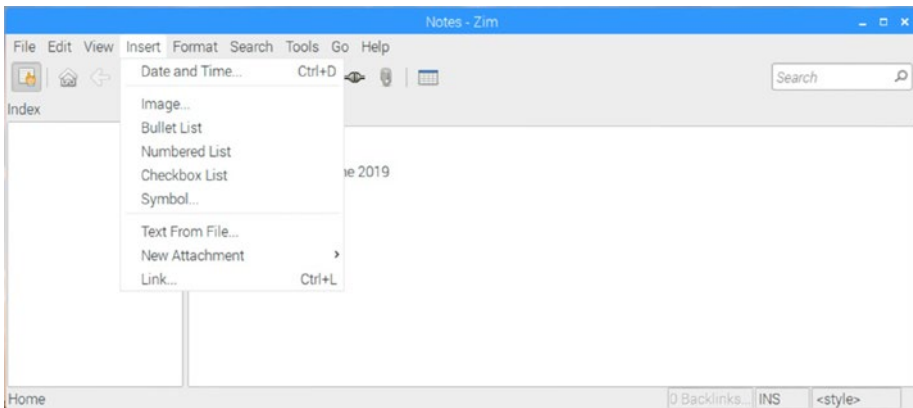 Notes - Zim
File Edit View Insert Format Search Tools Go Help
Date and Time... Ctrl+D
Search
Index
Image...
Bullet List
Numbered List
Checkbox List
2019
Symbol...
Text From File...
New Attachment
Link... Ctrl+L
Home
0 Backlinks...
INS
<style>